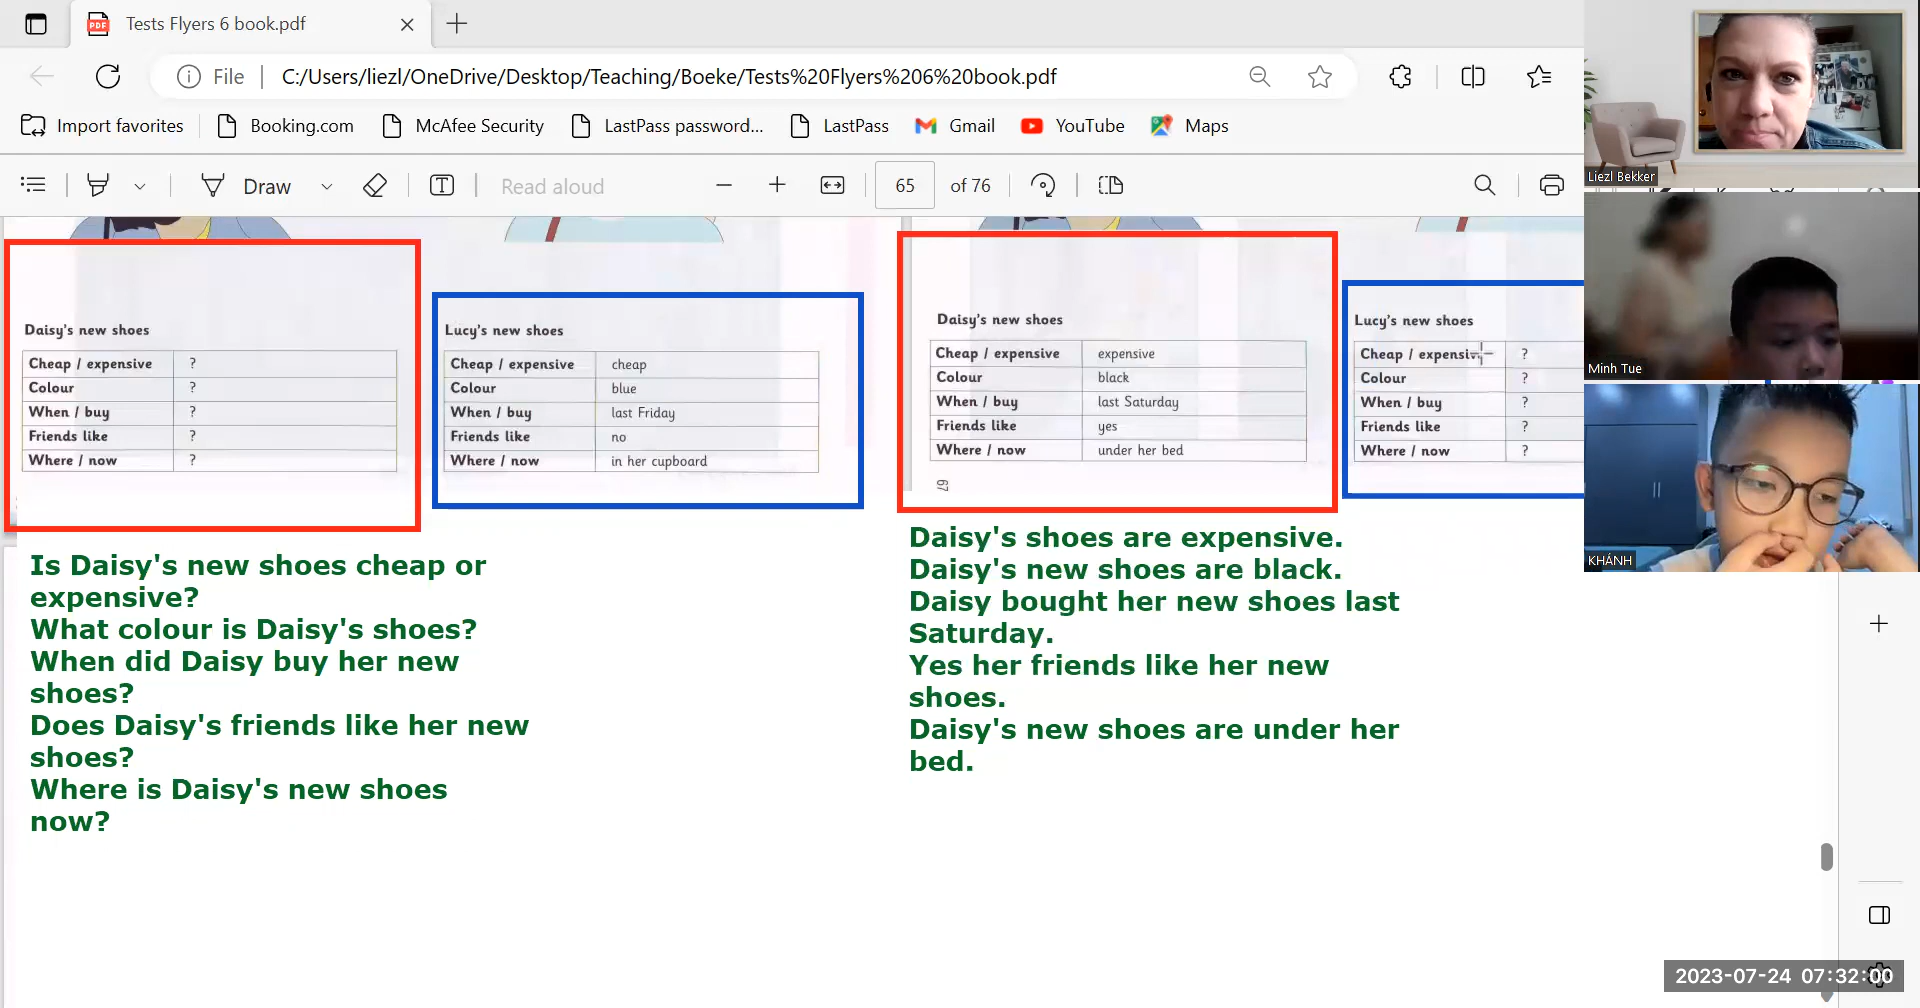 Tests Flyers 6 book.pdf
File
C:/Users/liezl/OneDrive/Desktop/Teaching/Boeke/Tests%20Flyers%206%20book.pdf
Import favorites
Booking.com
McAfee Security
LastPass password...
LastPass
Gmail
YouTube
Maps
Draw
Read aloud
65
of 76
Daisy's new shoes
Cheap / expensive ?
Colour ?
When / buy ?
Friends like ?
Where / now ?
Lucy's new shoes
Cheap / expensive cheap
Colour blue
When / buy last Friday
Friends like no
Where / now in her cupboard
Daisy's new shoes
Cheap / expensive expensive
Colour black
When / buy last Saturday
Friends like yes
Where / now under her bed
67
Lucy's new shoes
Cheap / expensive ?
Colour ?
When / buy ?
Friends like ?
Where / now ?
Is Daisy's new shoes cheap or
expensive?
What colour is Daisy's shoes?
When did Daisy buy her new
shoes?
Does Daisy's friends like her new
shoes?
Where is Daisy's new shoes
now?
Daisy's shoes are expensive.
Daisy's new shoes are black.
Daisy bought her new shoes last
Saturday.
Yes her friends like her new
shoes.
Daisy's new shoes are under her
bed.
Liezl Bekker
Minh Tue
KHÁNH
2023-07-24 07:32:00